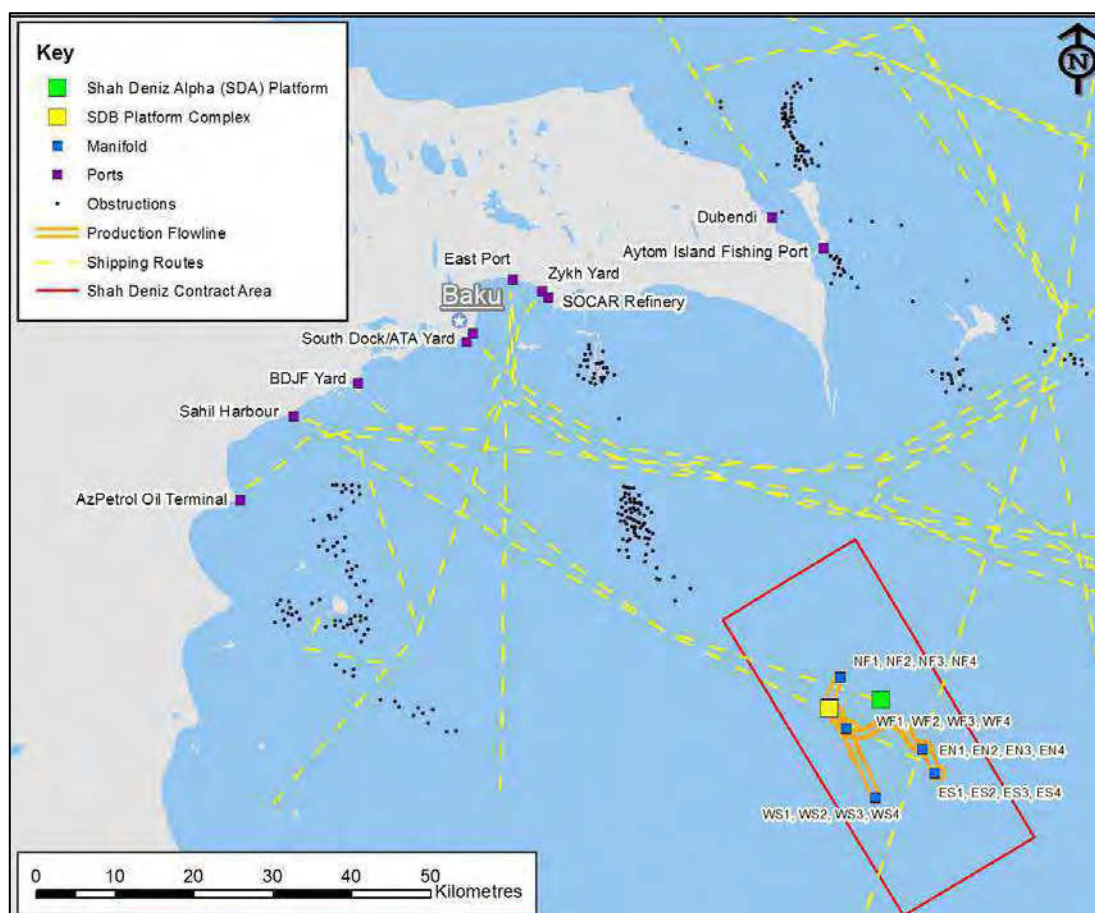 Key
Shah Deniz Alpha (SDA) Platform
SDB Platform Complex
Manifold
Ports
Obstructions
Production Flowline
Shipping Routes
Shah Deniz Contract Area
N
Dubendi
Aytom Island Fishing Port
East Port
Zykh Yard
SOCAR Refinery
Baku
South Dock/ATA Yard
BDJF Yard
Sahil Harbour
AzPetrol Oil Terminal
NF1, NF2, NF3, NF4
WF1, WF2, WF3, WF4
EN1, EN2, EN3, EN4
ES1, ES2, ES3, ES4
WS1, WS2, WS3, WS4
0 10 20 30 40 50
Kilometres